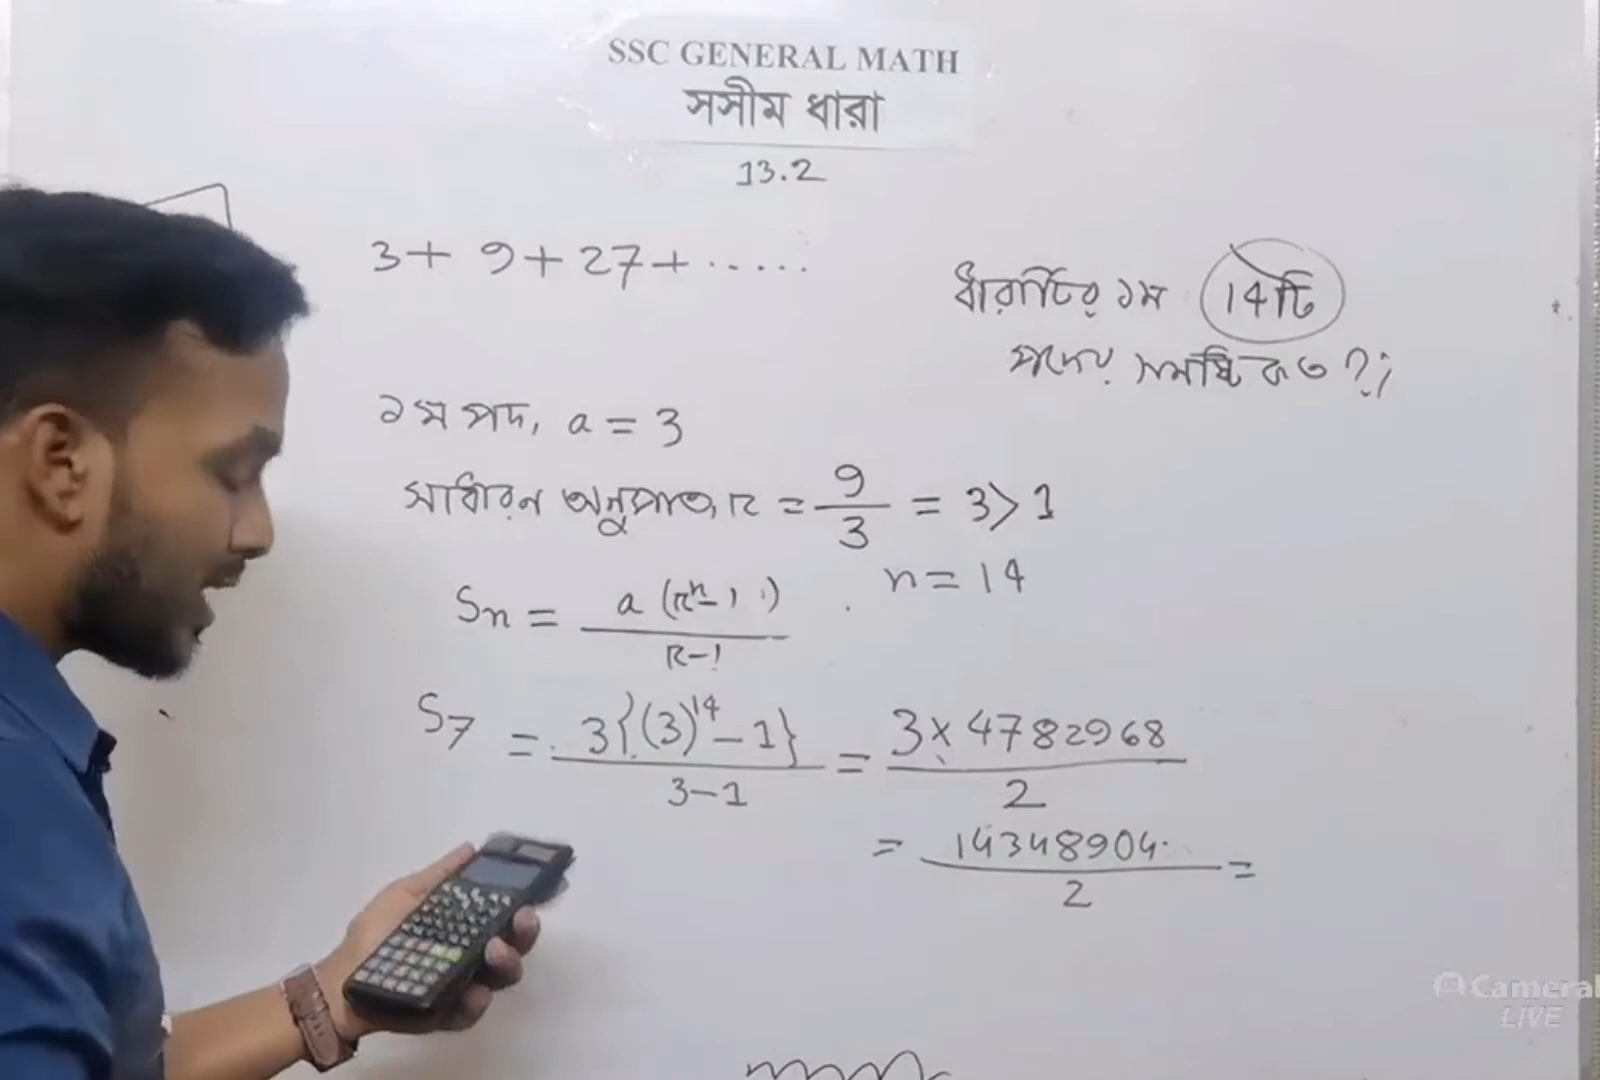 SSC GENERAL MATH
সসীম ধারা
13.2
3 + 9 + 27 + ......
ধারাটির ১ম 14টি
পদের সমষ্টি কত ?;
১ম পদ, a = 3
সাধারন অনুপাত, r = 9/3 = 3 > 1
n = 14
Sn = a (rⁿ - 1) / r - 1
S7 = 3{(3)¹⁴ - 1} / 3 - 1 = 3 × 4782968 / 2
= 14348904 / 2 =
Camera
LIVE